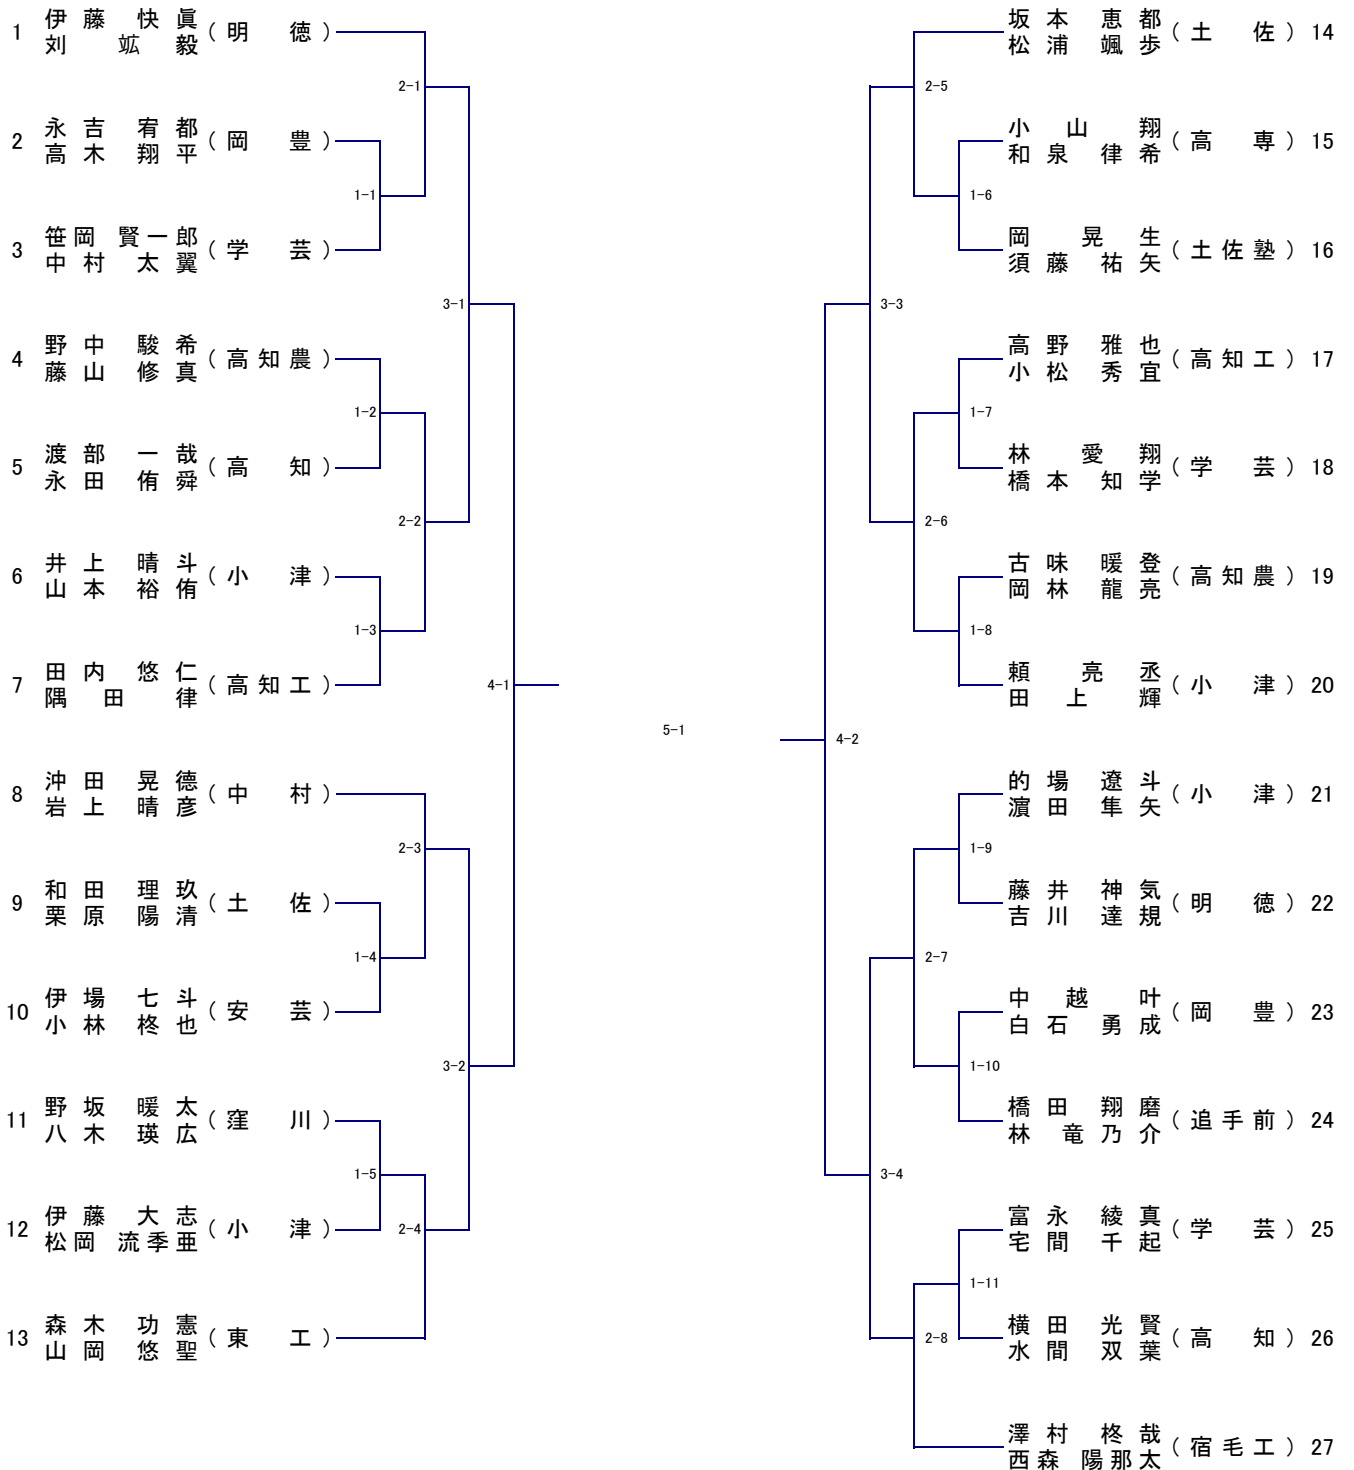 1 伊藤快眞 (明徳)
刘竑毅
2-1
2 永吉宥都 (岡豊)
高木翔平
1-1
3 笹岡賢一郎 (学芸)
中村太翼
3-1
4 野中駿希 (高知農)
藤山修真
1-2
5 渡部一哉 (高知)
永田侑舜
2-2
6 井上晴斗 (小津)
山本裕侑
1-3
7 田内悠仁 (高知工)
隅田律
4-1
8 沖田晃德 (中村)
岩上晴彦
2-3
9 和田理玖 (土佐)
栗原陽清
1-4
10 伊場七斗 (安芸)
小林柊也
3-2
11 野坂暖太 (窪川)
八木瑛広
1-5
12 伊藤大志 (小津)
松岡流季亜
2-4
13 森木功憲 (東工)
山岡悠聖
5-1
坂本恵都 (土佐) 14
松浦颯歩
2-5
小山翔 (高専) 15
和泉律希
1-6
岡晃生 (土佐塾) 16
須藤祐矢
3-3
高野雅也 (高知工) 17
小松秀宜
1-7
林愛翔 (学芸) 18
橋本知学
2-6
古味暖登 (高知農) 19
岡林龍亮
1-8
頼亮丞 (小津) 20
田上輝
4-2
的場遼斗 (小津) 21
濵田隼矢
1-9
藤井神気 (明徳) 22
吉川達規
2-7
中越叶 (岡豊) 23
白石勇成
1-10
橋田翔磨 (追手前) 24
林竜乃介
3-4
富永綾真 (学芸) 25
宅間千起
1-11
横田光賢 (高知) 26
水間双葉
2-8
澤村柊哉 (宿毛工) 27
西森陽那太